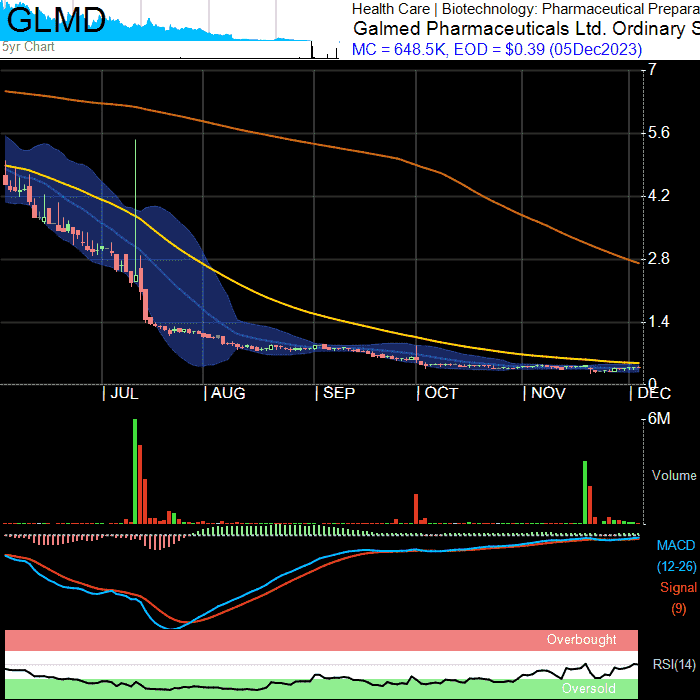 GLMD
5yr Chart
Health Care | Biotechnology: Pharmaceutical Prepara
Galmed Pharmaceuticals Ltd. Ordinary S
MC = 648.5K, EOD = $0.39 (05Dec2023)
7
5.6
4.2
2.8
1.4
0
JUL AUG SEP OCT NOV DEC
6M
Volume
MACD
(12-26)
Signal
(9)
Overbought
RSI(14)
Oversold